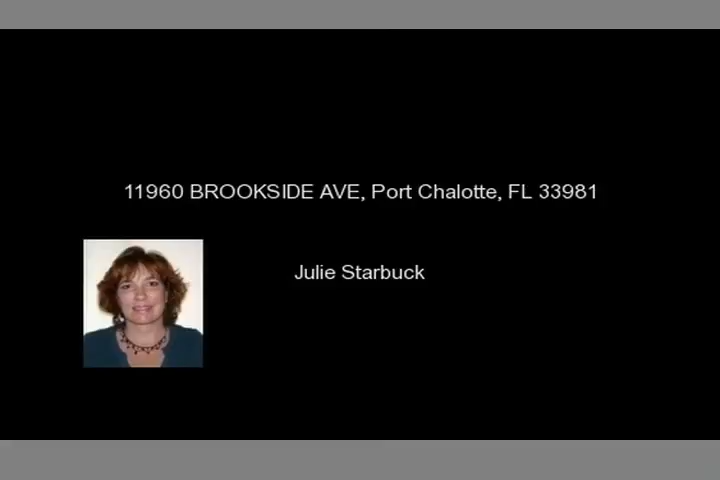 11960 BROOKSIDE AVE, Port Chalotte, FL 33981
Julie Starbuck